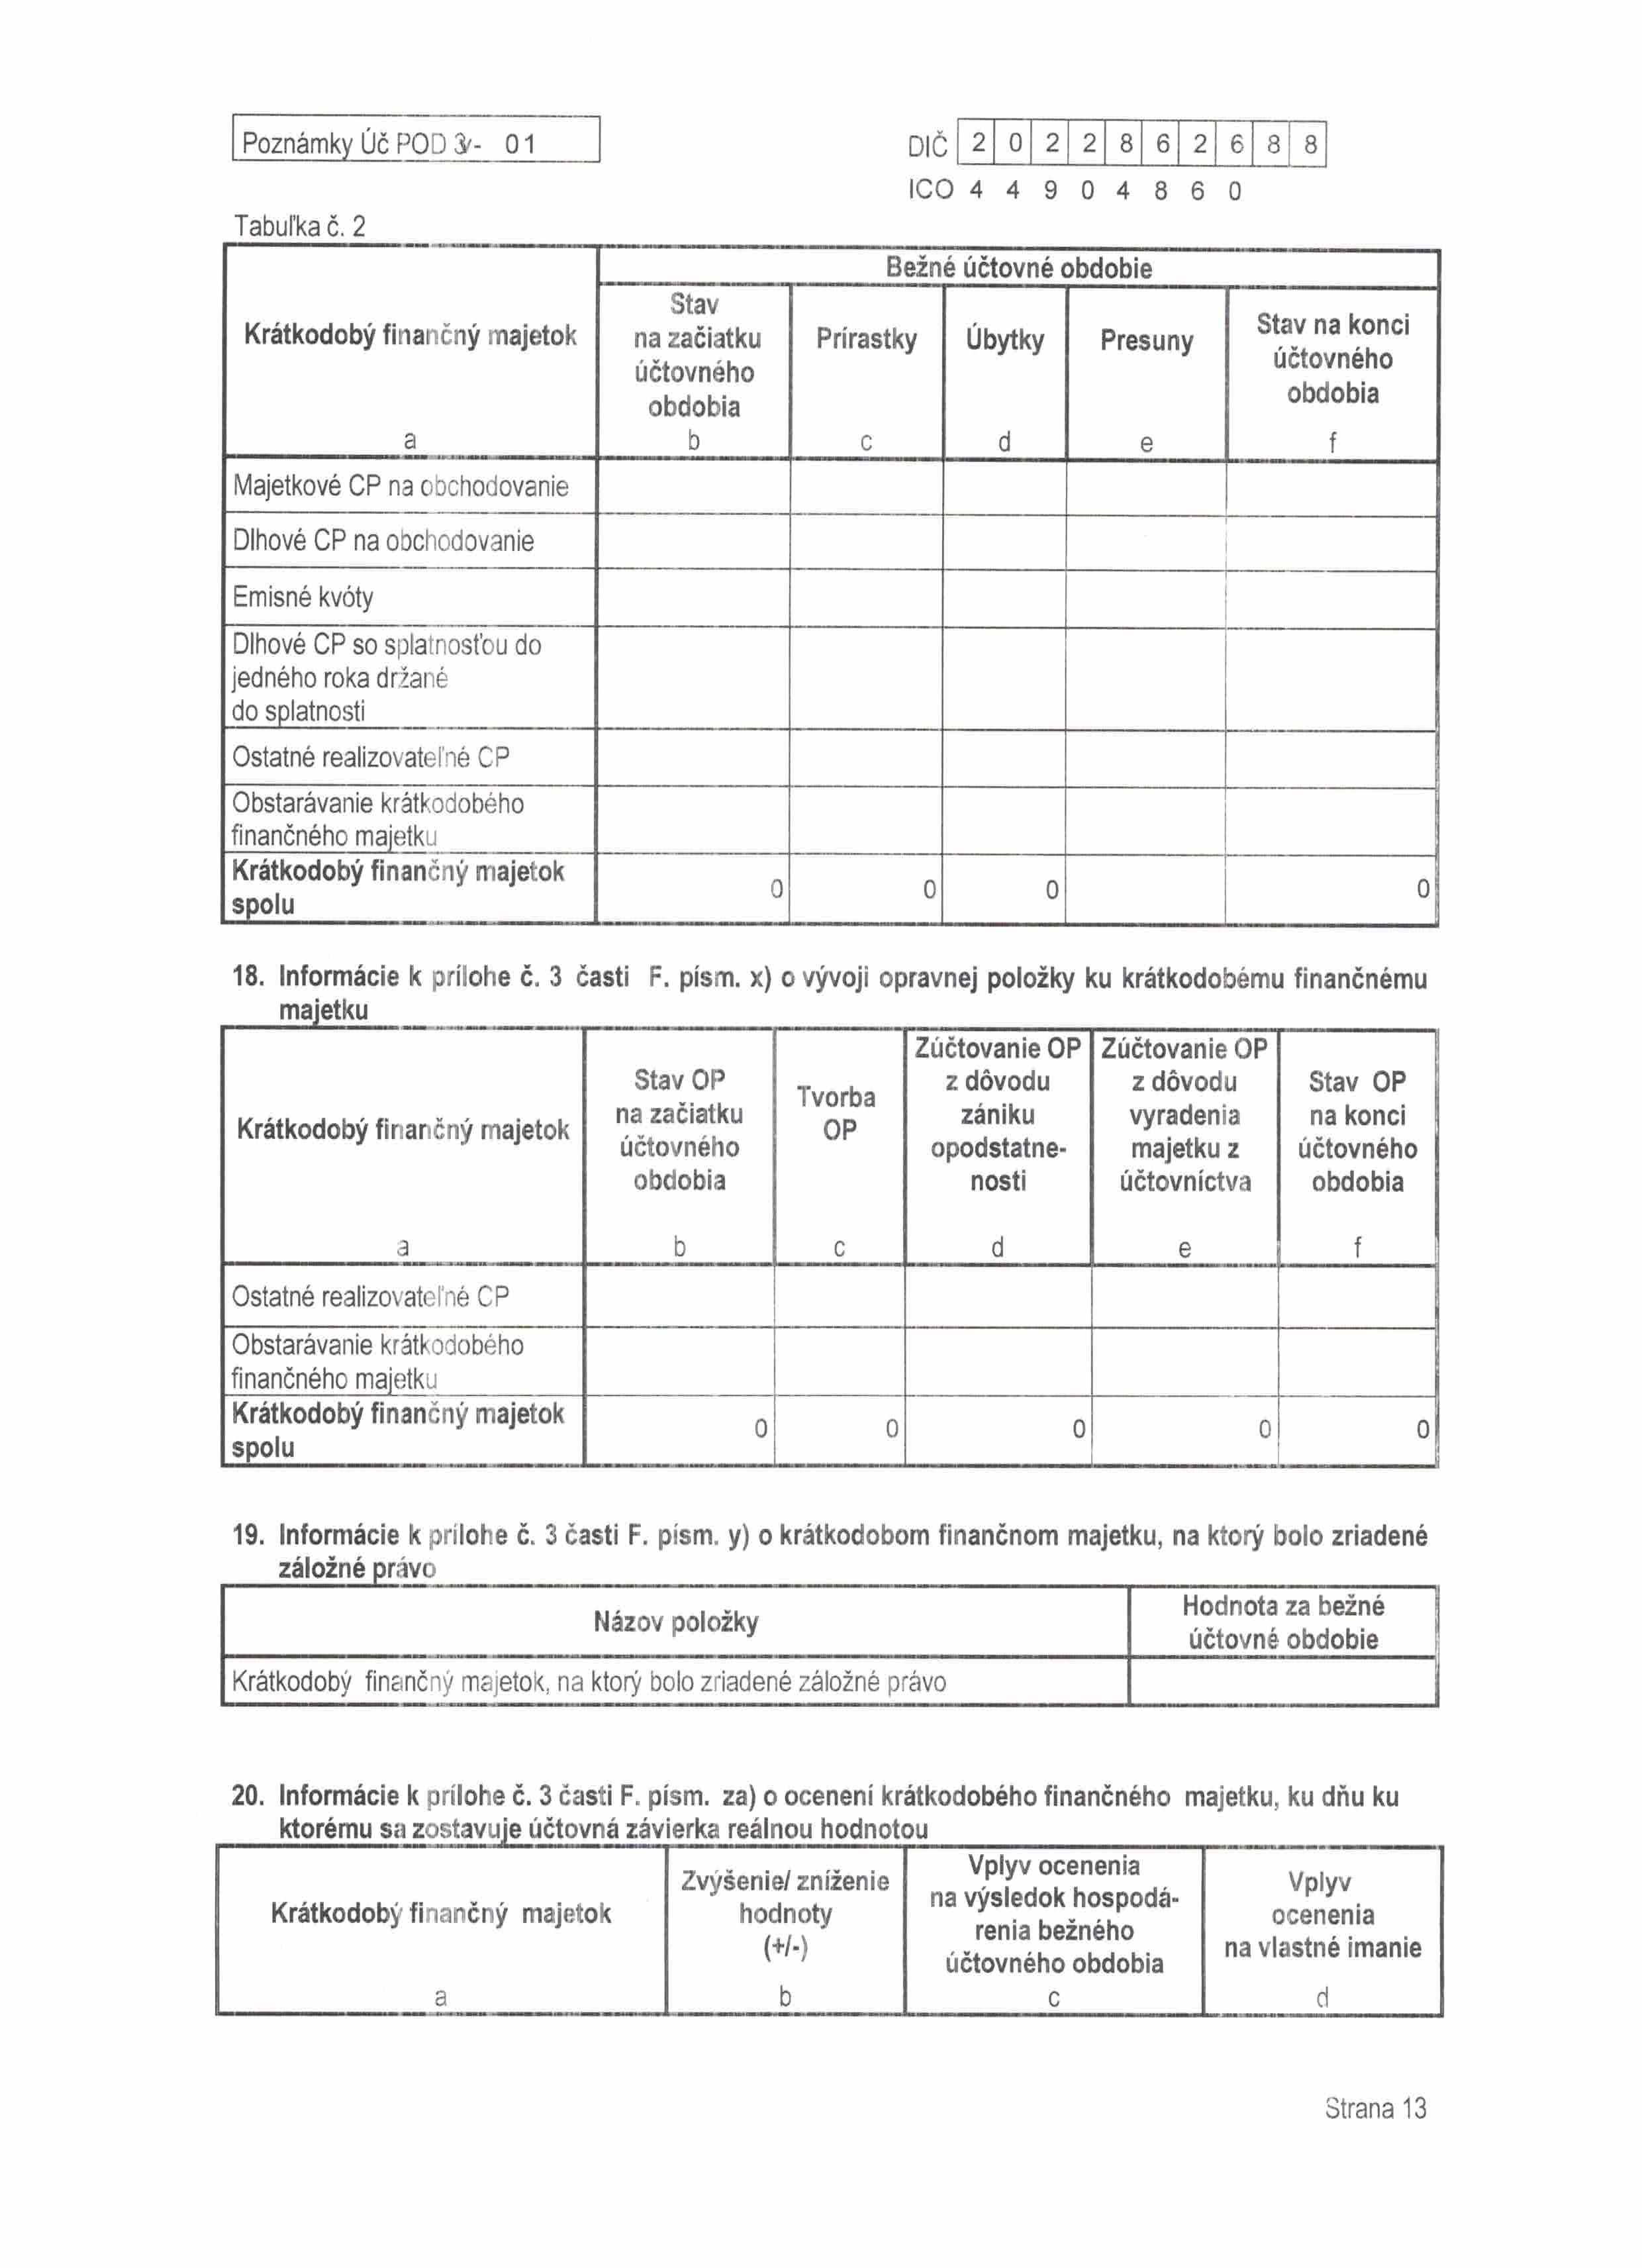 Poznámky Úč POD 3v- 01
DIČ 2 0 2 2 8 6 2 6 8 8
ICO 4 4 9 0 4 8 6 0
Tabuľka č. 2
Bežné účtovné obdobie
Krátkodobý finančný majetok
Stav
na začiatku
účtovného
obdobia
Prírastky
Úbytky
Presuny
Stav na konci
účtovného
obdobia
a b c d e f
Majetkové CP na obchodovanie
Dlhové CP na obchodovanie
Emisné kvóty
Dlhové CP so splatnosťou do
jedného roka držané
do splatnosti
Ostatné realizovateľné CP
Obstarávanie krátkodobého
finančného majetku
Krátkodobý finančný majetok
spolu
0 0 0 0
18. Informácie k prílohe č. 3 časti F. písm. x) o vývoji opravnej položky ku krátkodobému finančnému
majetku
Krátkodobý finančný majetok
Stav OP
na začiatku
účtovného
obdobia
Tvorba
OP
Zúčtovanie OP
z dôvodu
zániku
opodstatne-
nosti
Zúčtovanie OP
z dôvodu
vyradenia
majetku z
účtovníctva
Stav OP
na konci
účtovného
obdobia
a b c d e f
Ostatné realizovateľné CP
Obstarávanie krátkodobého
finančného majetku
Krátkodobý finančný majetok
spolu
0 0 0 0 0
19. Informácie k prílohe č. 3 časti F. písm. y) o krátkodobom finančnom majetku, na ktorý bolo zriadené
záložné právo
Názov položky
Hodnota za bežné
účtovné obdobie
Krátkodobý finančný majetok, na ktorý bolo zriadené záložné právo
20. Informácie k prílohe č. 3 časti F. písm. za) o ocenení krátkodobého finančného majetku, ku dňu ku
ktorému sa zostavuje účtovná závierka reálnou hodnotou
Krátkodobý finančný majetok
Zvýšenie/ zníženie
hodnoty
(+/-)
Vplyv ocenenia
na výsledok hospodá-
renia bežného
účtovného obdobia
Vplyv
ocenenia
na vlastné imanie
a b c d
Strana 13